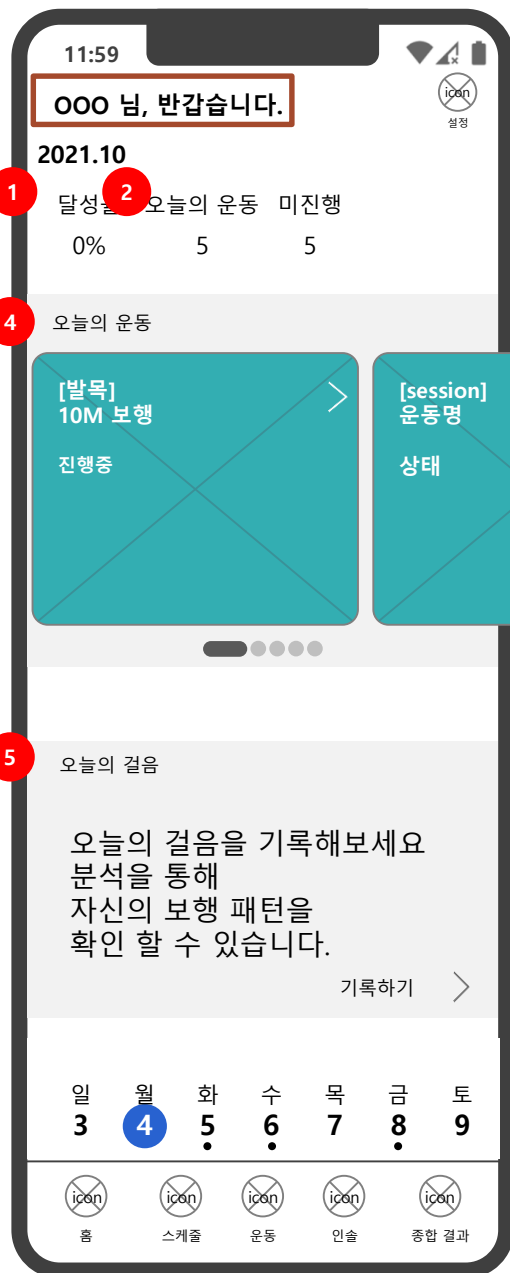 11:59
OOO 님, 반갑습니다.
icon
설정
2021.10
1
2
달성율 오늘의 운동 미진행
0% 5 5
4
오늘의 운동
[발목]
10M 보행
진행중
[session]
운동명
상태
5
오늘의 걸음
오늘의 걸음을 기록해보세요
분석을 통해
자신의 보행 패턴을
확인 할 수 있습니다.
기록하기
일 월 화 수 목 금 토
3 4 5 6 7 8 9
icon icon icon icon icon
홈 스케줄 운동 인솔 종합 결과